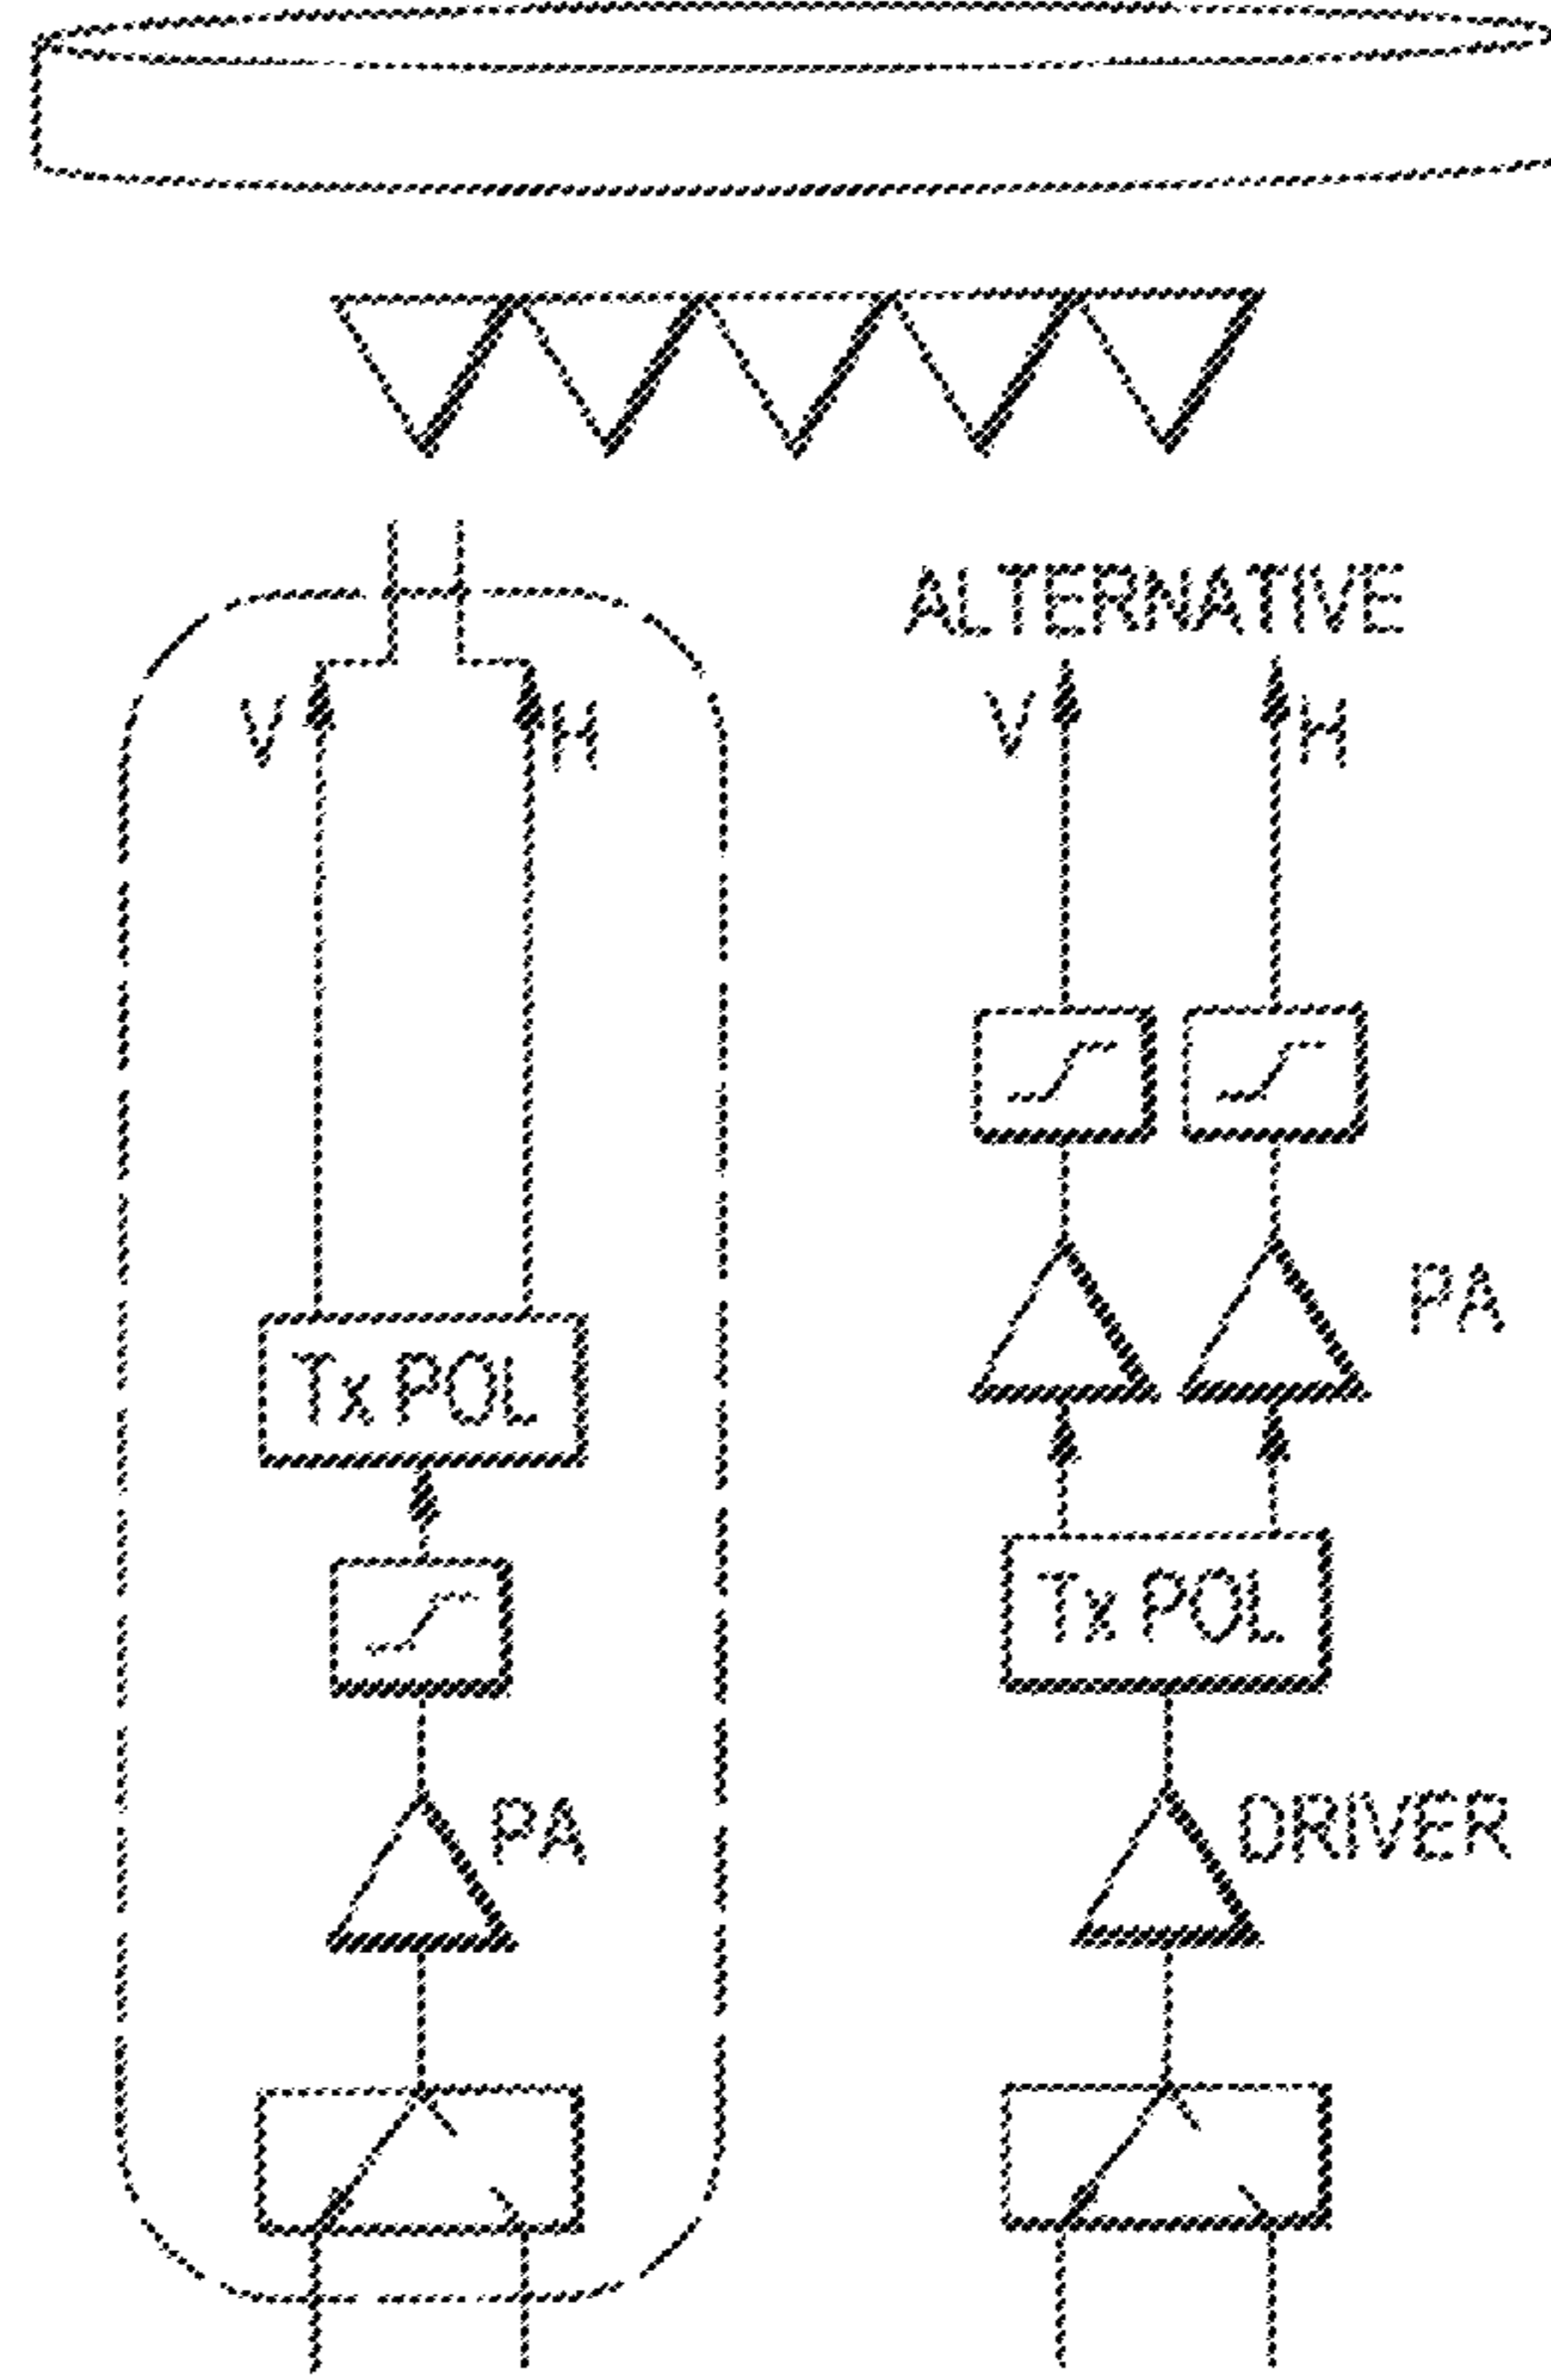 ALTERNATIVE
V
H
V
H
PA
Tx POL
Tx POL
PA
DRIVER